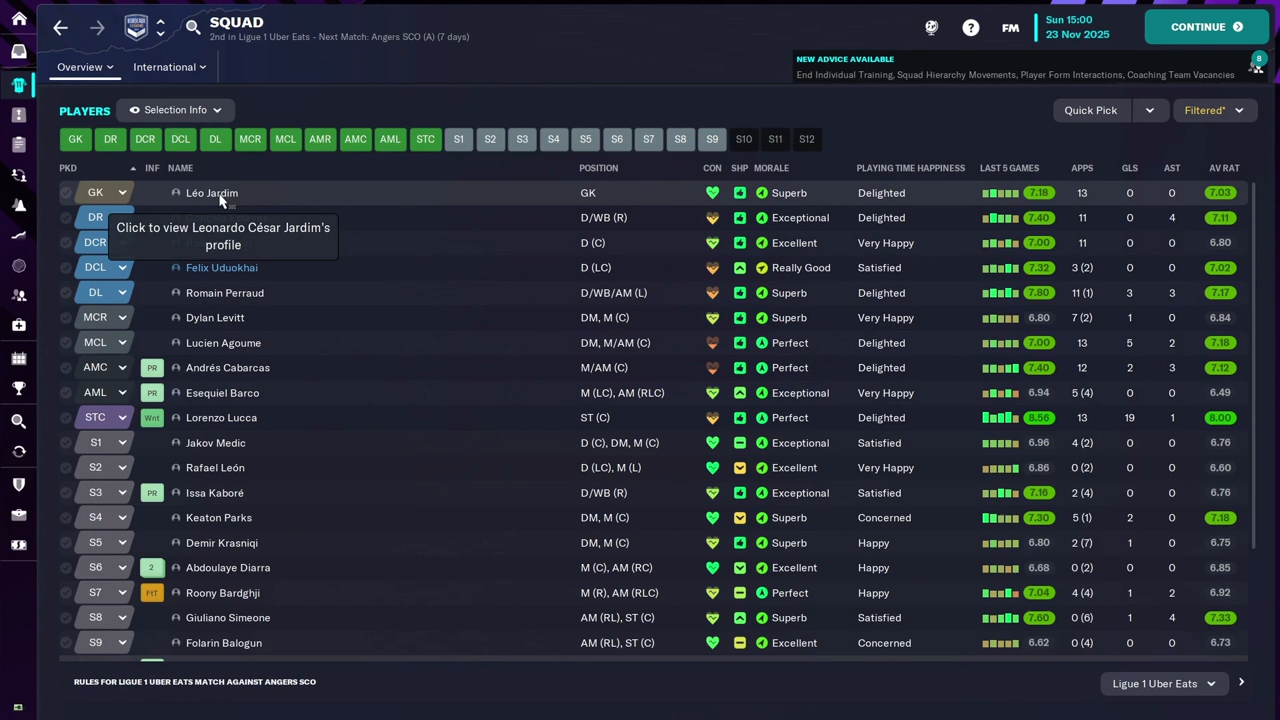 SQUAD
2nd in Ligue 1 Uber Eats - Next Match: Angers SCO (A) (7 days)
FM
Sun 15:00
23 Nov 2025
CONTINUE
Overview
International
NEW ADVICE AVAILABLE
End Individual Training, Squad Hierarchy Movements, Player Form Interactions, Coaching Team Vacancies
8
PLAYERS
Selection Info
Quick Pick
Filtered*
GK DR DCR DCL DL MCR MCL AMR AMC AML STC S1 S2 S3 S4 S5 S6 S7 S8 S9 S10 S11 S12
PKD INF NAME POSITION CON SHP MORALE PLAYING TIME HAPPINESS LAST 5 GAMES APPS GLS AST AV RAT
GK Léo Jardim GK Superb Delighted 7.18 13 0 0 7.03
DR D/WB (R) Exceptional Delighted 7.40 11 0 4 7.11
DCR D (C) Excellent Very Happy 7.00 11 0 0 6.80
Click to view Leonardo César Jardim's
profile
DCL Felix Uduokhai D (LC) Really Good Satisfied 7.32 3 (2) 0 0 7.02
DL Romain Perraud D/WB/AM (L) Superb Delighted 7.80 11 (1) 3 3 7.17
MCR Dylan Levitt DM, M (C) Superb Very Happy 6.80 7 (2) 1 0 6.84
MCL Lucien Agoume DM, M/AM (C) Perfect Delighted 7.00 13 5 2 7.18
AMC PR Andrés Cabarcas M/AM (C) Perfect Delighted 7.40 12 2 3 7.12
AML PR Esequiel Barco M (LC), AM (RLC) Exceptional Very Happy 6.94 5 (4) 0 0 6.49
STC Wnt Lorenzo Lucca ST (C) Perfect Delighted 8.56 13 19 1 8.00
S1 Jakov Medic D (C), DM, M (C) Excellent Satisfied 6.96 4 (2) 0 0 6.76
S2 Rafael León D (LC), M (L) Excellent Very Happy 6.86 0 (2) 0 0 6.60
S3 PR Issa Kaboré D/WB (R) Exceptional Satisfied 7.16 2 (4) 0 0 6.76
S4 Keaton Parks DM, M (C) Superb Concerned 7.30 5 (1) 2 0 7.18
S5 Demir Krasniqi DM, M (C) Superb Happy 6.80 2 (7) 1 0 6.75
S6 2 Abdoulaye Diarra M (C), AM (RC) Excellent Happy 6.68 0 (2) 0 0 6.85
S7 FtT Roony Bardghji M (R), AM (RLC) Perfect Happy 7.04 4 (4) 1 2 6.92
S8 Giuliano Simeone AM (RL), ST (C) Superb Satisfied 7.60 0 (6) 1 4 7.33
S9 Folarin Balogun AM (RL), ST (C) Excellent Concerned 6.62 0 (4) 0 0 6.73
RULES FOR LIGUE 1 UBER EATS MATCH AGAINST ANGERS SCO
Ligue 1 Uber Eats